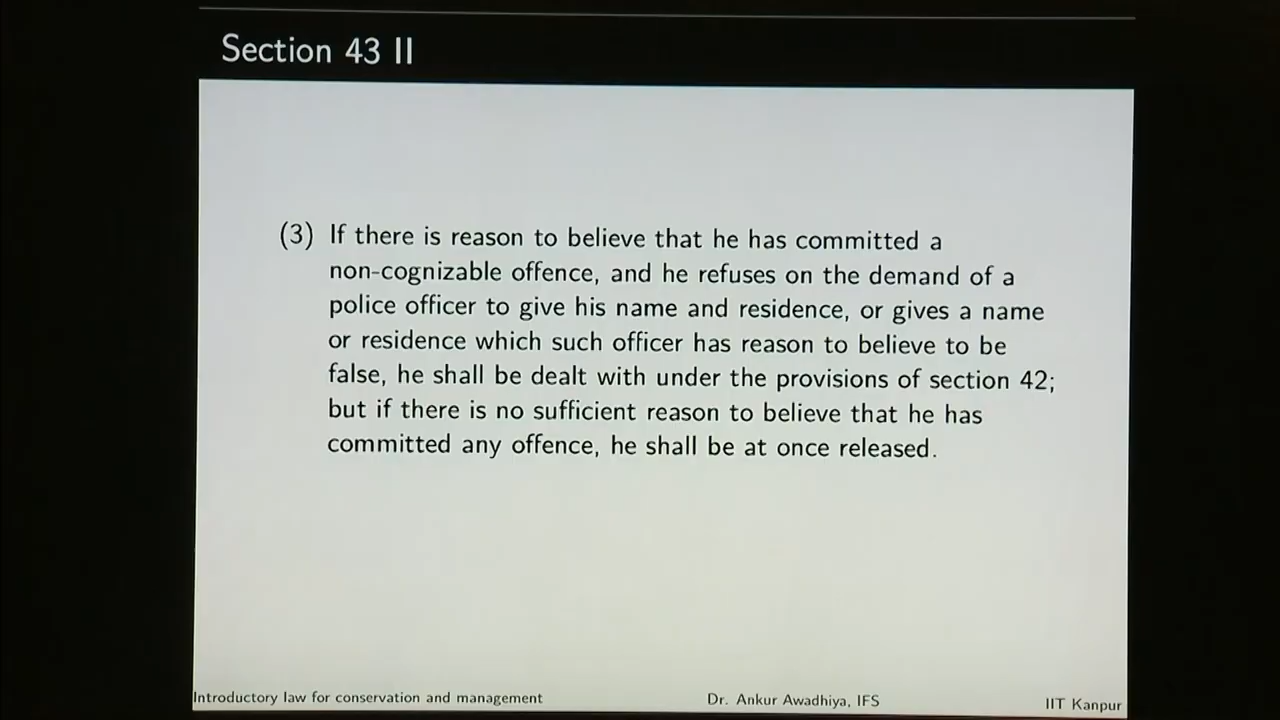 Section 43 II
(3) If there is reason to believe that he has committed a
non-cognizable offence, and he refuses on the demand of a
police officer to give his name and residence, or gives a name
or residence which such officer has reason to believe to be
false, he shall be dealt with under the provisions of section 42;
but if there is no sufficient reason to believe that he has
committed any offence, he shall be at once released.
Introductory law for conservation and management Dr. Ankur Awadhiya, IFS IIT Kanpur